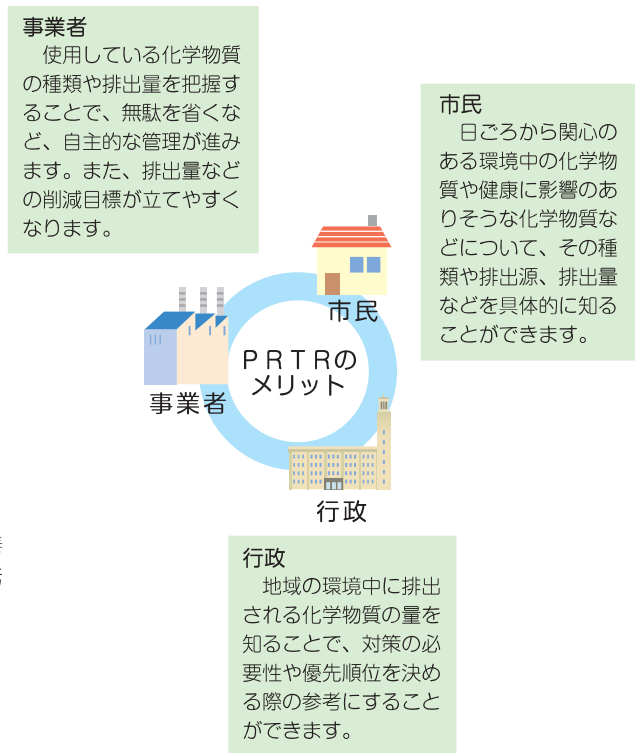 事業者
使用している化学物質
の種類や排出量を把握す
ることで、無駄を省くな
ど、自主的な管理が進み
ます。また、排出量など
の削減目標が立てやすく
なります。
市民
日ごろから関心の
ある環境中の化学物
質や健康に影響のあ
りそうな化学物質な
どについて、その種
類や排出源、排出量
などを具体的に知る
ことができます。
市民
PRTRの
メリット
事業者
行政
行政
地域の環境中に排出
される化学物質の量を
知ることで、対策の必
要性や優先順位を決め
る際の参考にすること
ができます。